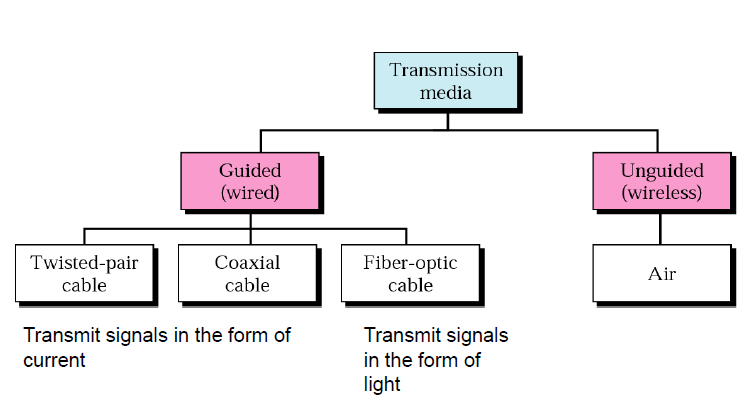 Transmission
media
Guided
(wired)
Unguided
(wireless)
Twisted-pair
cable
Coaxial
cable
Fiber-optic
cable
Air
Transmit signals in the form of
current
Transmit signals
in the form of
light